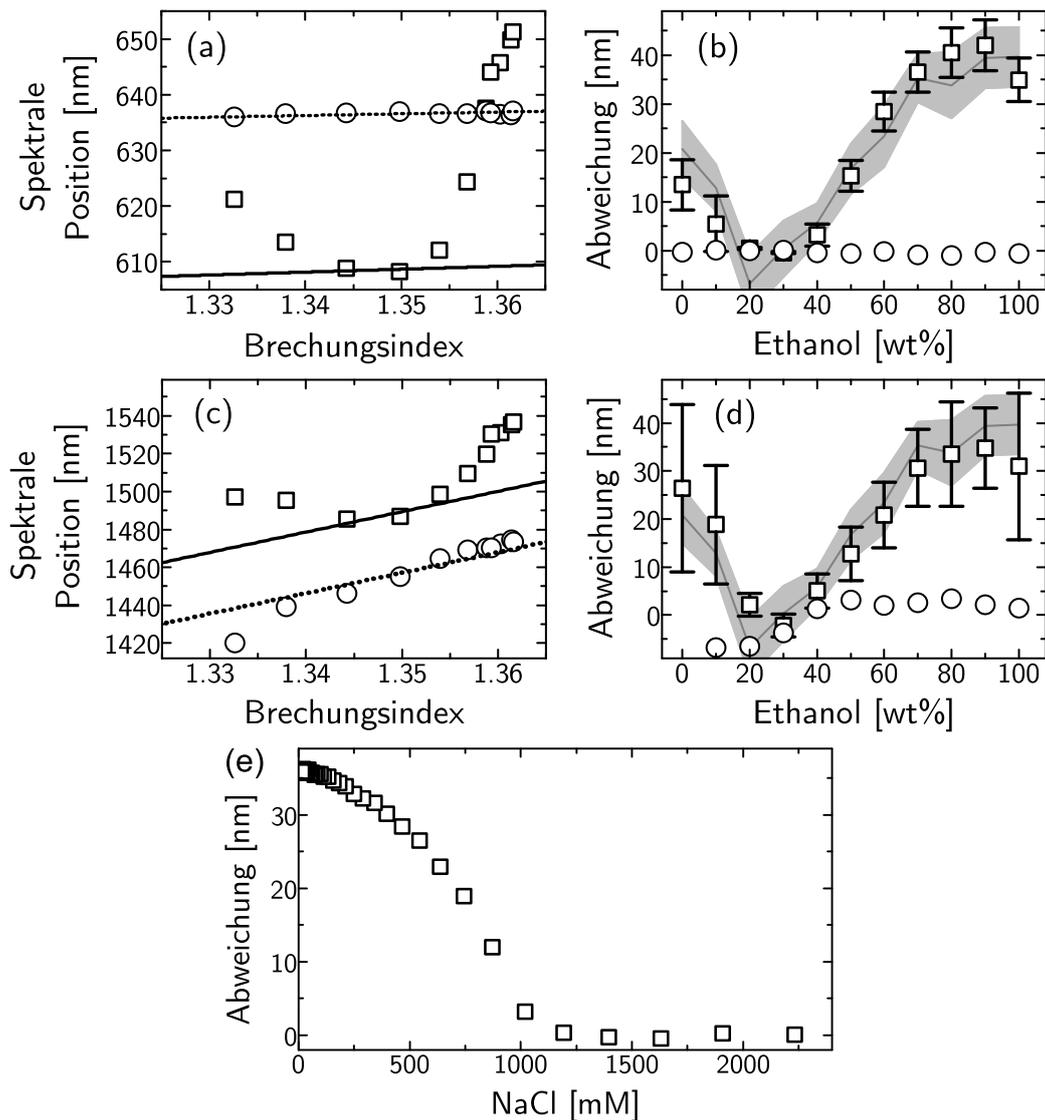 (a)
Spektrale
Position [nm]
650
640
630
620
610
1.33 1.34 1.35 1.36
Brechungsindex
(b)
Abweichung [nm]
40
30
20
10
0
0 20 40 60 80 100
Ethanol [wt%]
(c)
Spektrale
Position [nm]
1540
1520
1500
1480
1460
1440
1420
1.33 1.34 1.35 1.36
Brechungsindex
(d)
Abweichung [nm]
40
30
20
10
0
0 20 40 60 80 100
Ethanol [wt%]
(e)
Abweichung [nm]
30
20
10
0
0 500 1000 1500 2000
NaCl [mM]